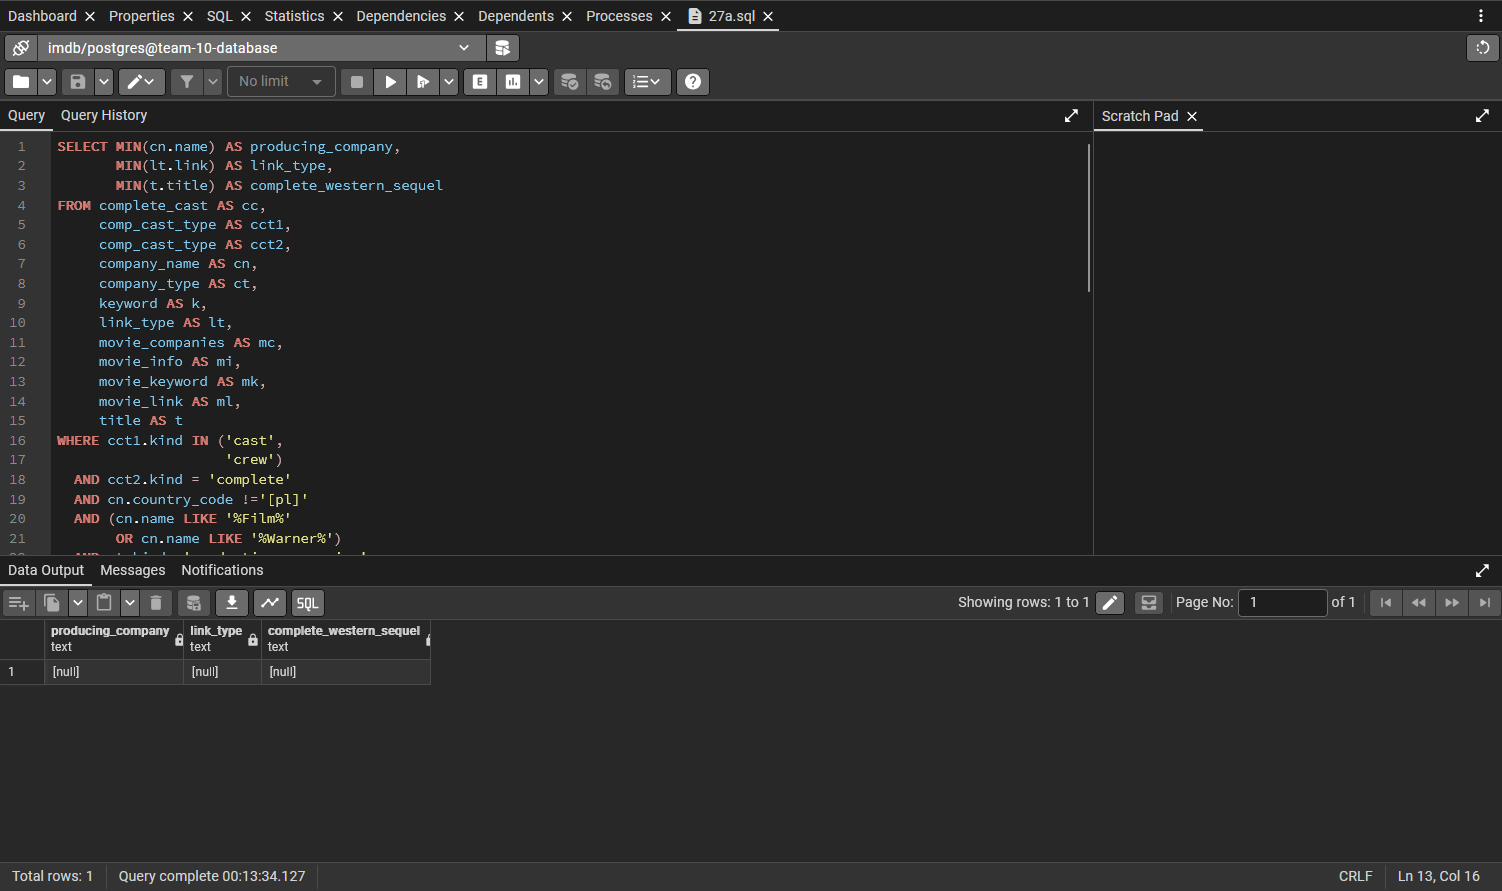 Dashboard Properties SQL Statistics Dependencies Dependents Processes 27a.sql
imdb/postgres@team-10-database
No limit
Query Query History
Scratch Pad
1 SELECT MIN(cn.name) AS producing_company,
2 MIN(lt.link) AS link_type,
3 MIN(t.title) AS complete_western_sequel
4 FROM complete_cast AS cc,
5 comp_cast_type AS cct1,
6 comp_cast_type AS cct2,
7 company_name AS cn,
8 company_type AS ct,
9 keyword AS k,
10 link_type AS lt,
11 movie_companies AS mc,
12 movie_info AS mi,
13 movie_keyword AS mk,
14 movie_link AS ml,
15 title AS t
16 WHERE cct1.kind IN ('cast',
17 'crew')
18 AND cct2.kind = 'complete'
19 AND cn.country_code !='[pl]'
20 AND (cn.name LIKE '%Film%'
21 OR cn.name LIKE '%Warner%')
Data Output Messages Notifications
SQL Showing rows: 1 to 1 Page No: 1 of 1
producing_company link_type complete_western_sequel
text text text
1 [null] [null] [null]
Total rows: 1 Query complete 00:13:34.127 CRLF Ln 13, Col 16